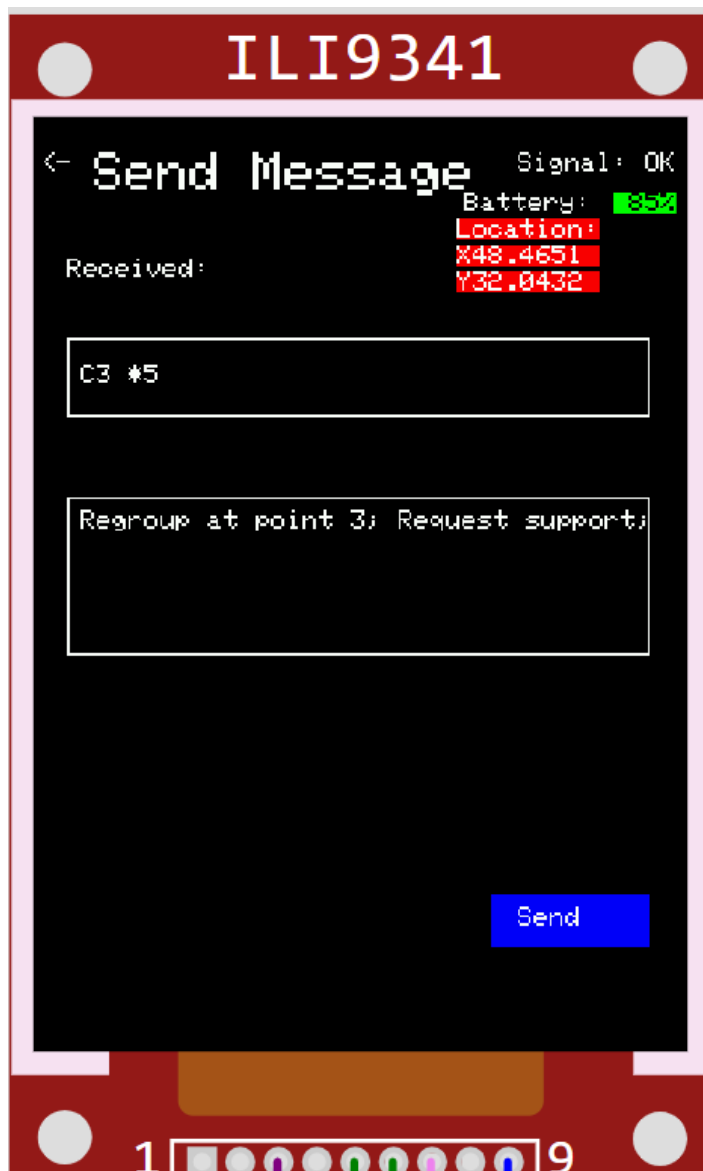 ILI9341
<- Send Message Signal: OK
Battery: 85%
Location:
X48.4651
Received:
Y32.0432
C3 *5
Regroup at point 3; Request support;
Send
1 9